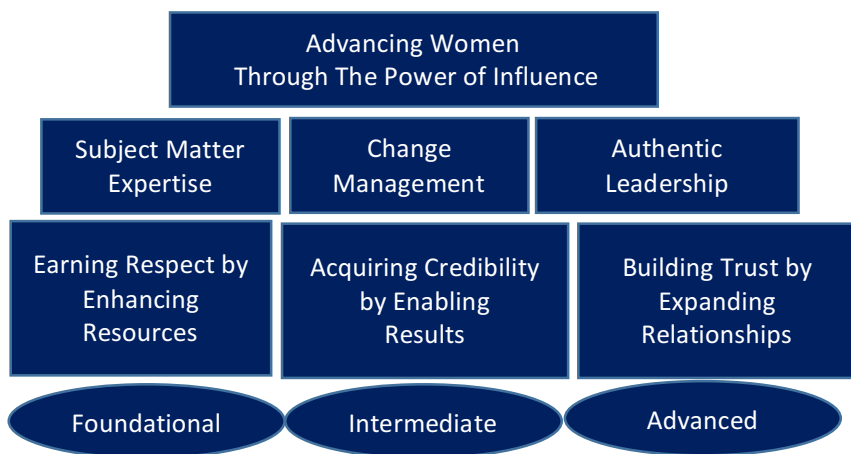 Advancing Women
Through The Power of Influence
Subject Matter
Expertise
Change
Management
Authentic
Leadership
Earning Respect by
Enhancing
Resources
Acquiring Credibility
by Enabling
Results
Building Trust by
Expanding
Relationships
Foundational
Intermediate
Advanced